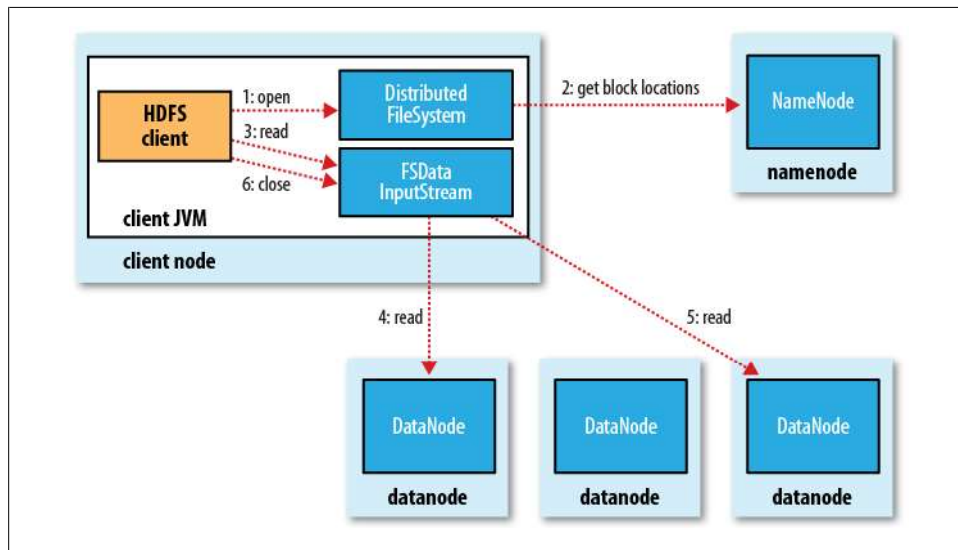 1: open
HDFS
client
3: read
6: close
Distributed
FileSystem
FSData
InputStream
client JVM
client node
2: get block locations
NameNode
namenode
4: read
5: read
DataNode
datanode
DataNode
datanode
DataNode
datanode